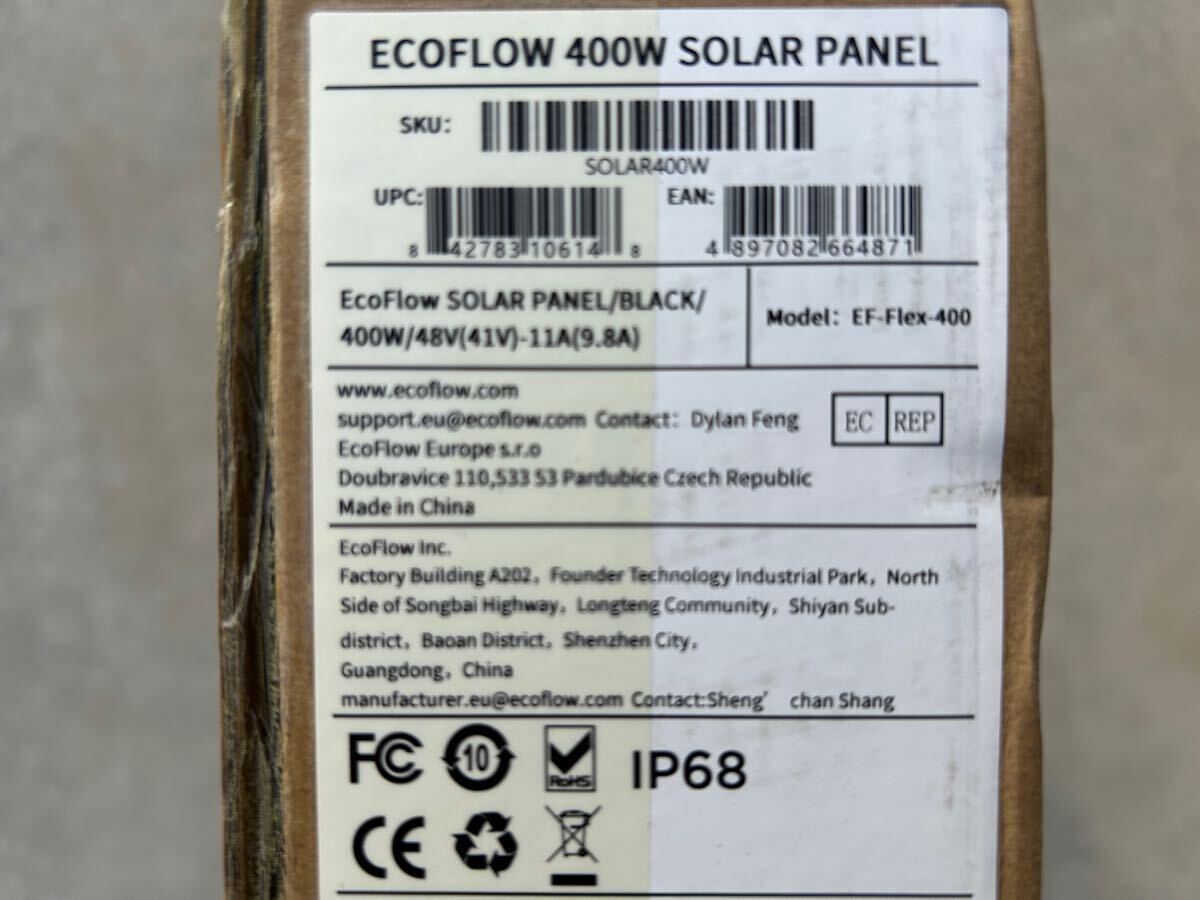 ECOFLOW 400W SOLAR PANEL
SKU:
SOLAR400W
UPC: EAN:
8 42783 10614 8 4 897082 664871
EcoFlow SOLAR PANEL/BLACK/
400W/48V(41V)-11A(9.8A)
Model: EF-Flex-400
www.ecoflow.com
support.eu@ecoflow.com Contact: Dylan Feng
EC REP
EcoFlow Europe s.r.o
Doubravice 110,533 53 Pardubice Czech Republic
Made in China
EcoFlow Inc.
Factory Building A202, Founder Technology Industrial Park, North
Side of Songbai Highway, Longteng Community, Shiyan Sub-
district, Baoan District, Shenzhen City,
Guangdong, China
manufacturer.eu@ecoflow.com Contact:Sheng' chan Shang
FC 10 RoHS IP68
CE